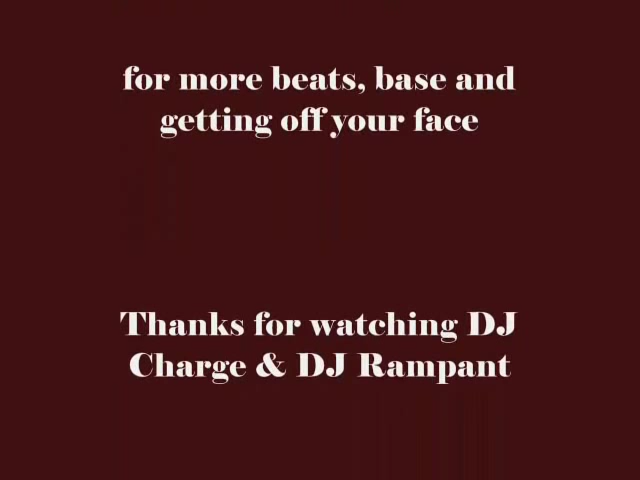 for more beats, base and
getting off your face
Thanks for watching DJ
Charge & DJ Rampant